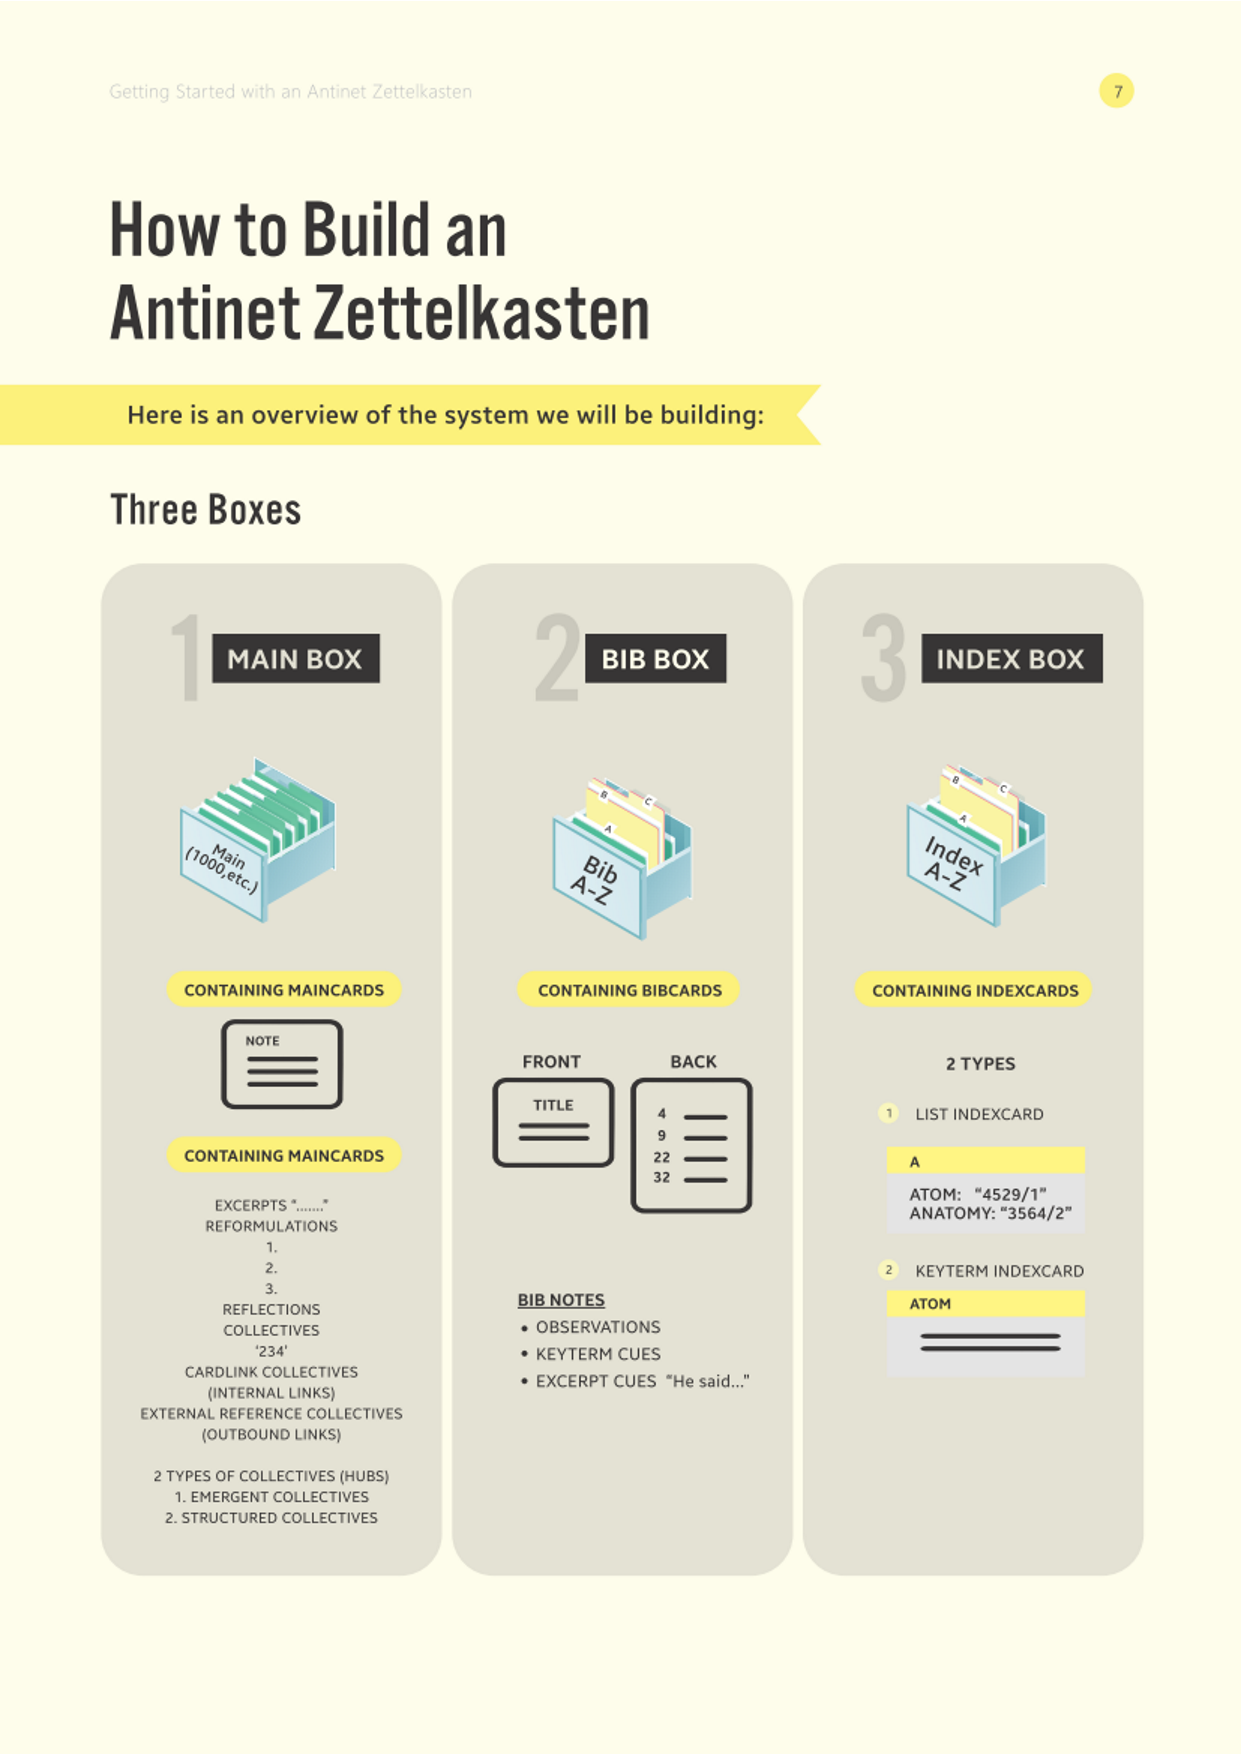 Getting Started with an Antinet Zettelkasten
7
How to Build an
Antinet Zettelkasten
Here is an overview of the system we will be building:
Three Boxes
1 MAIN BOX
Main
(1000,etc.)
CONTAINING MAINCARDS
NOTE
CONTAINING MAINCARDS
EXCERPTS “.......”
REFORMULATIONS
1.
2.
3.
REFLECTIONS
COLLECTIVES
‘234’
CARDLINK COLLECTIVES
(INTERNAL LINKS)
EXTERNAL REFERENCE COLLECTIVES
(OUTBOUND LINKS)
2 TYPES OF COLLECTIVES (HUBS)
1. EMERGENT COLLECTIVES
2. STRUCTURED COLLECTIVES
2 BIB BOX
B
C
A
Bib
A-Z
CONTAINING BIBCARDS
FRONT
TITLE
BACK
4
9
22
32
BIB NOTES
• OBSERVATIONS
• KEYTERM CUES
• EXCERPT CUES “He said...”
3 INDEX BOX
B
C
A
Index
A-Z
CONTAINING INDEXCARDS
2 TYPES
1 LIST INDEXCARD
A
ATOM: “4529/1”
ANATOMY: “3564/2”
2 KEYTERM INDEXCARD
ATOM